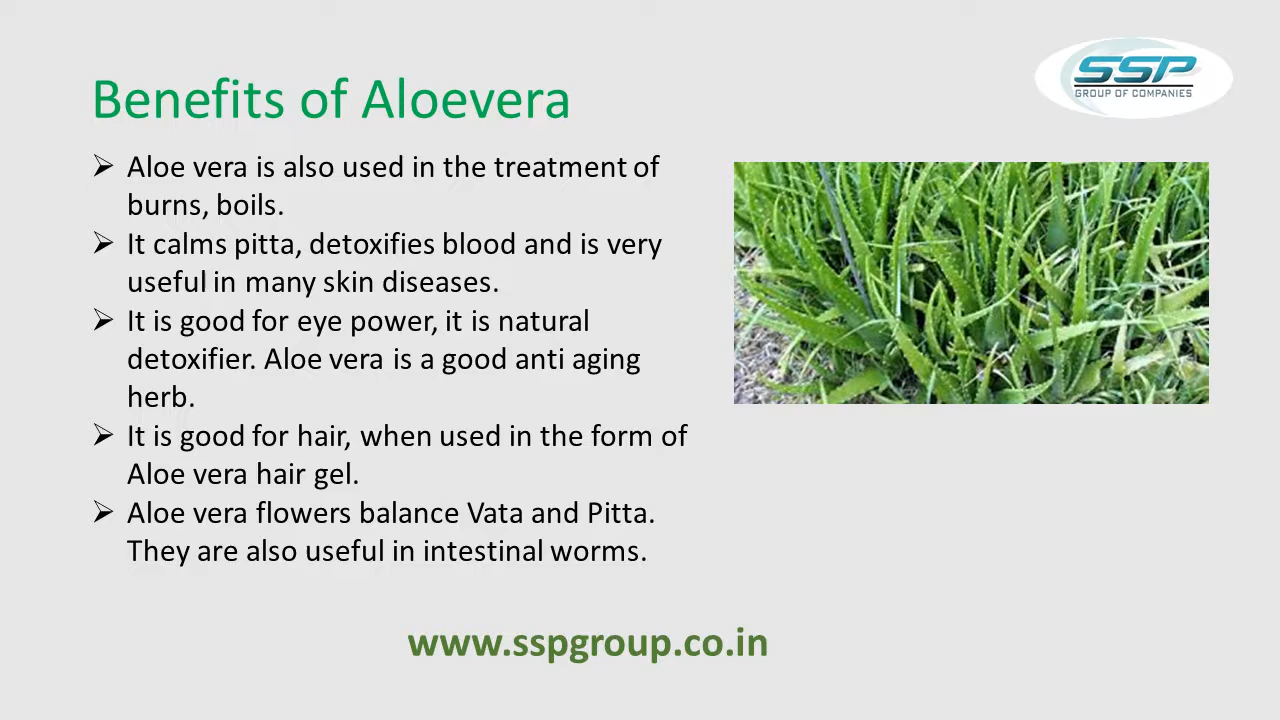 SSP
GROUP OF COMPANIES
Benefits of Aloevera
➢ Aloe vera is also used in the treatment of
burns, boils.
➢ It calms pitta, detoxifies blood and is very
useful in many skin diseases.
➢ It is good for eye power, it is natural
detoxifier. Aloe vera is a good anti aging
herb.
➢ It is good for hair, when used in the form of
Aloe vera hair gel.
➢ Aloe vera flowers balance Vata and Pitta.
They are also useful in intestinal worms.
www.sspgroup.co.in